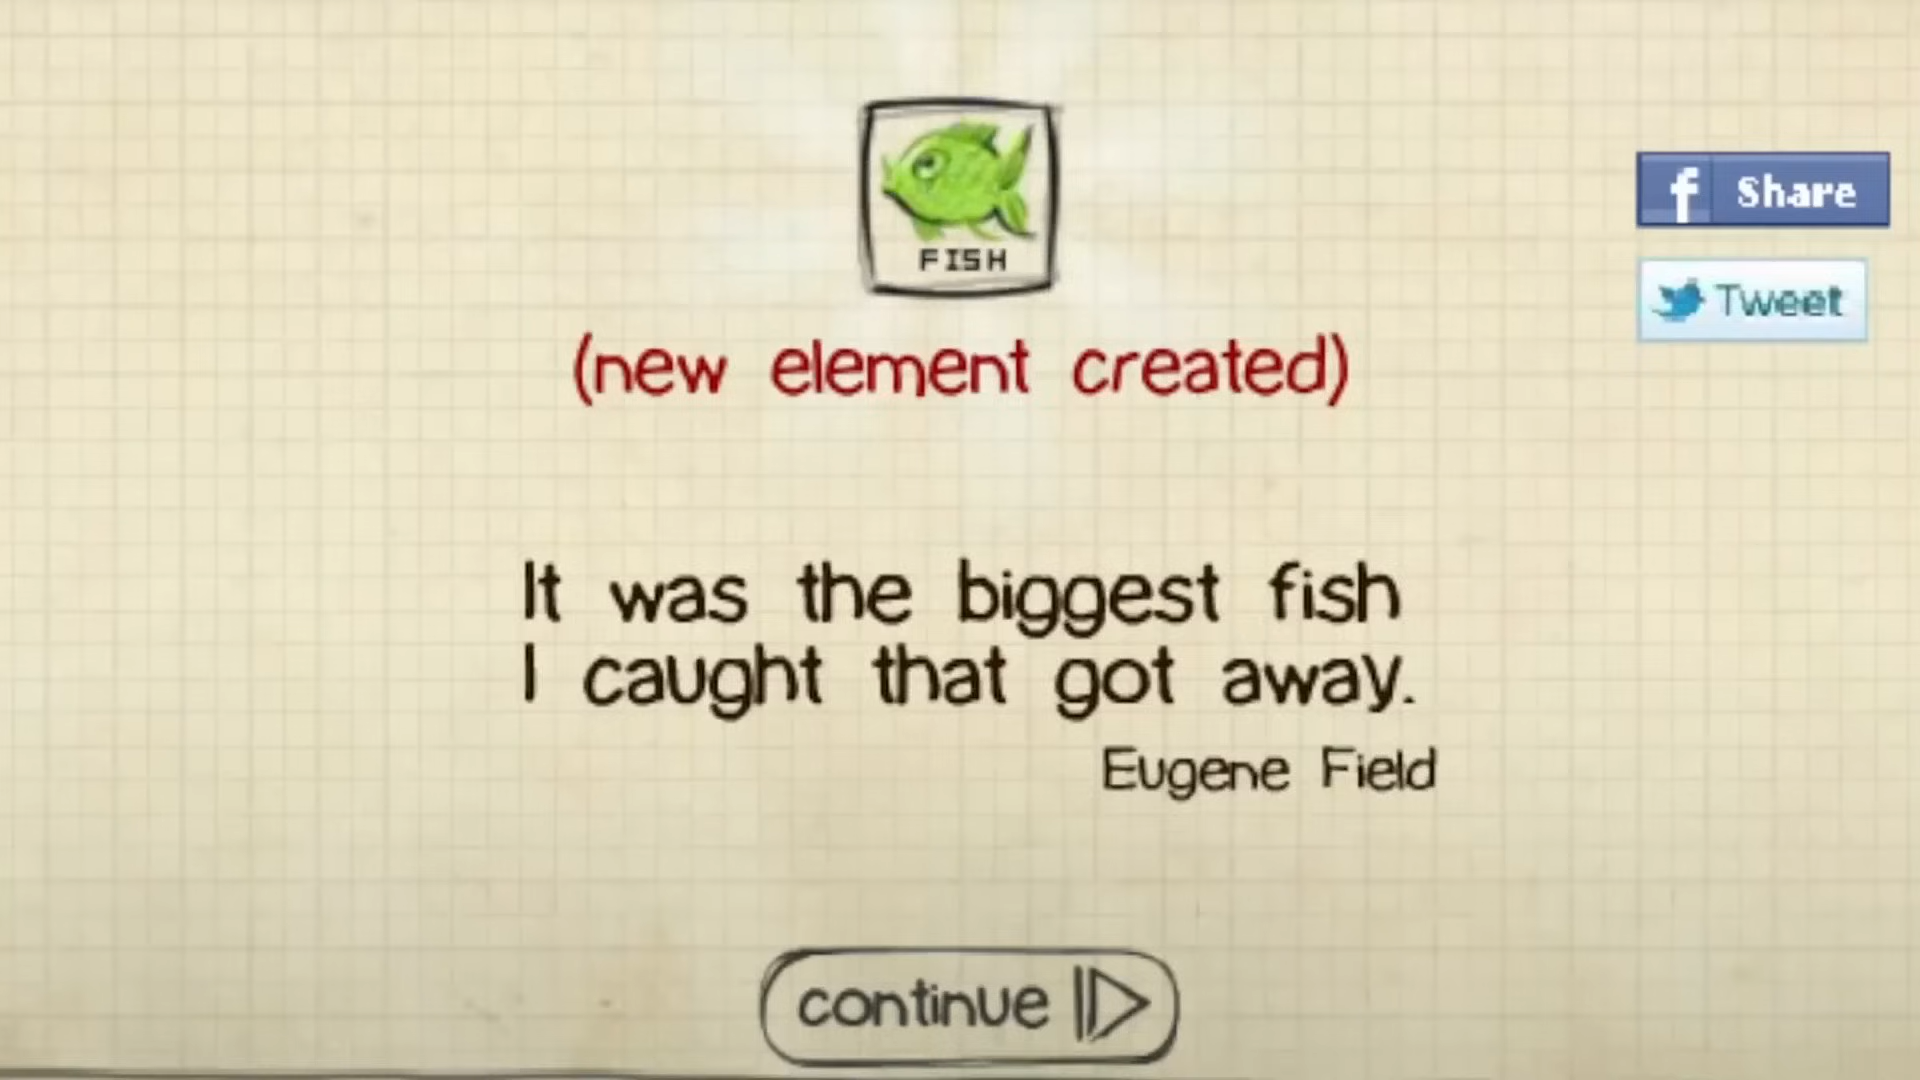 FISH
f Share
Tweet
(new element created)
It was the biggest fish
I caught that got away.
Eugene Field
continue